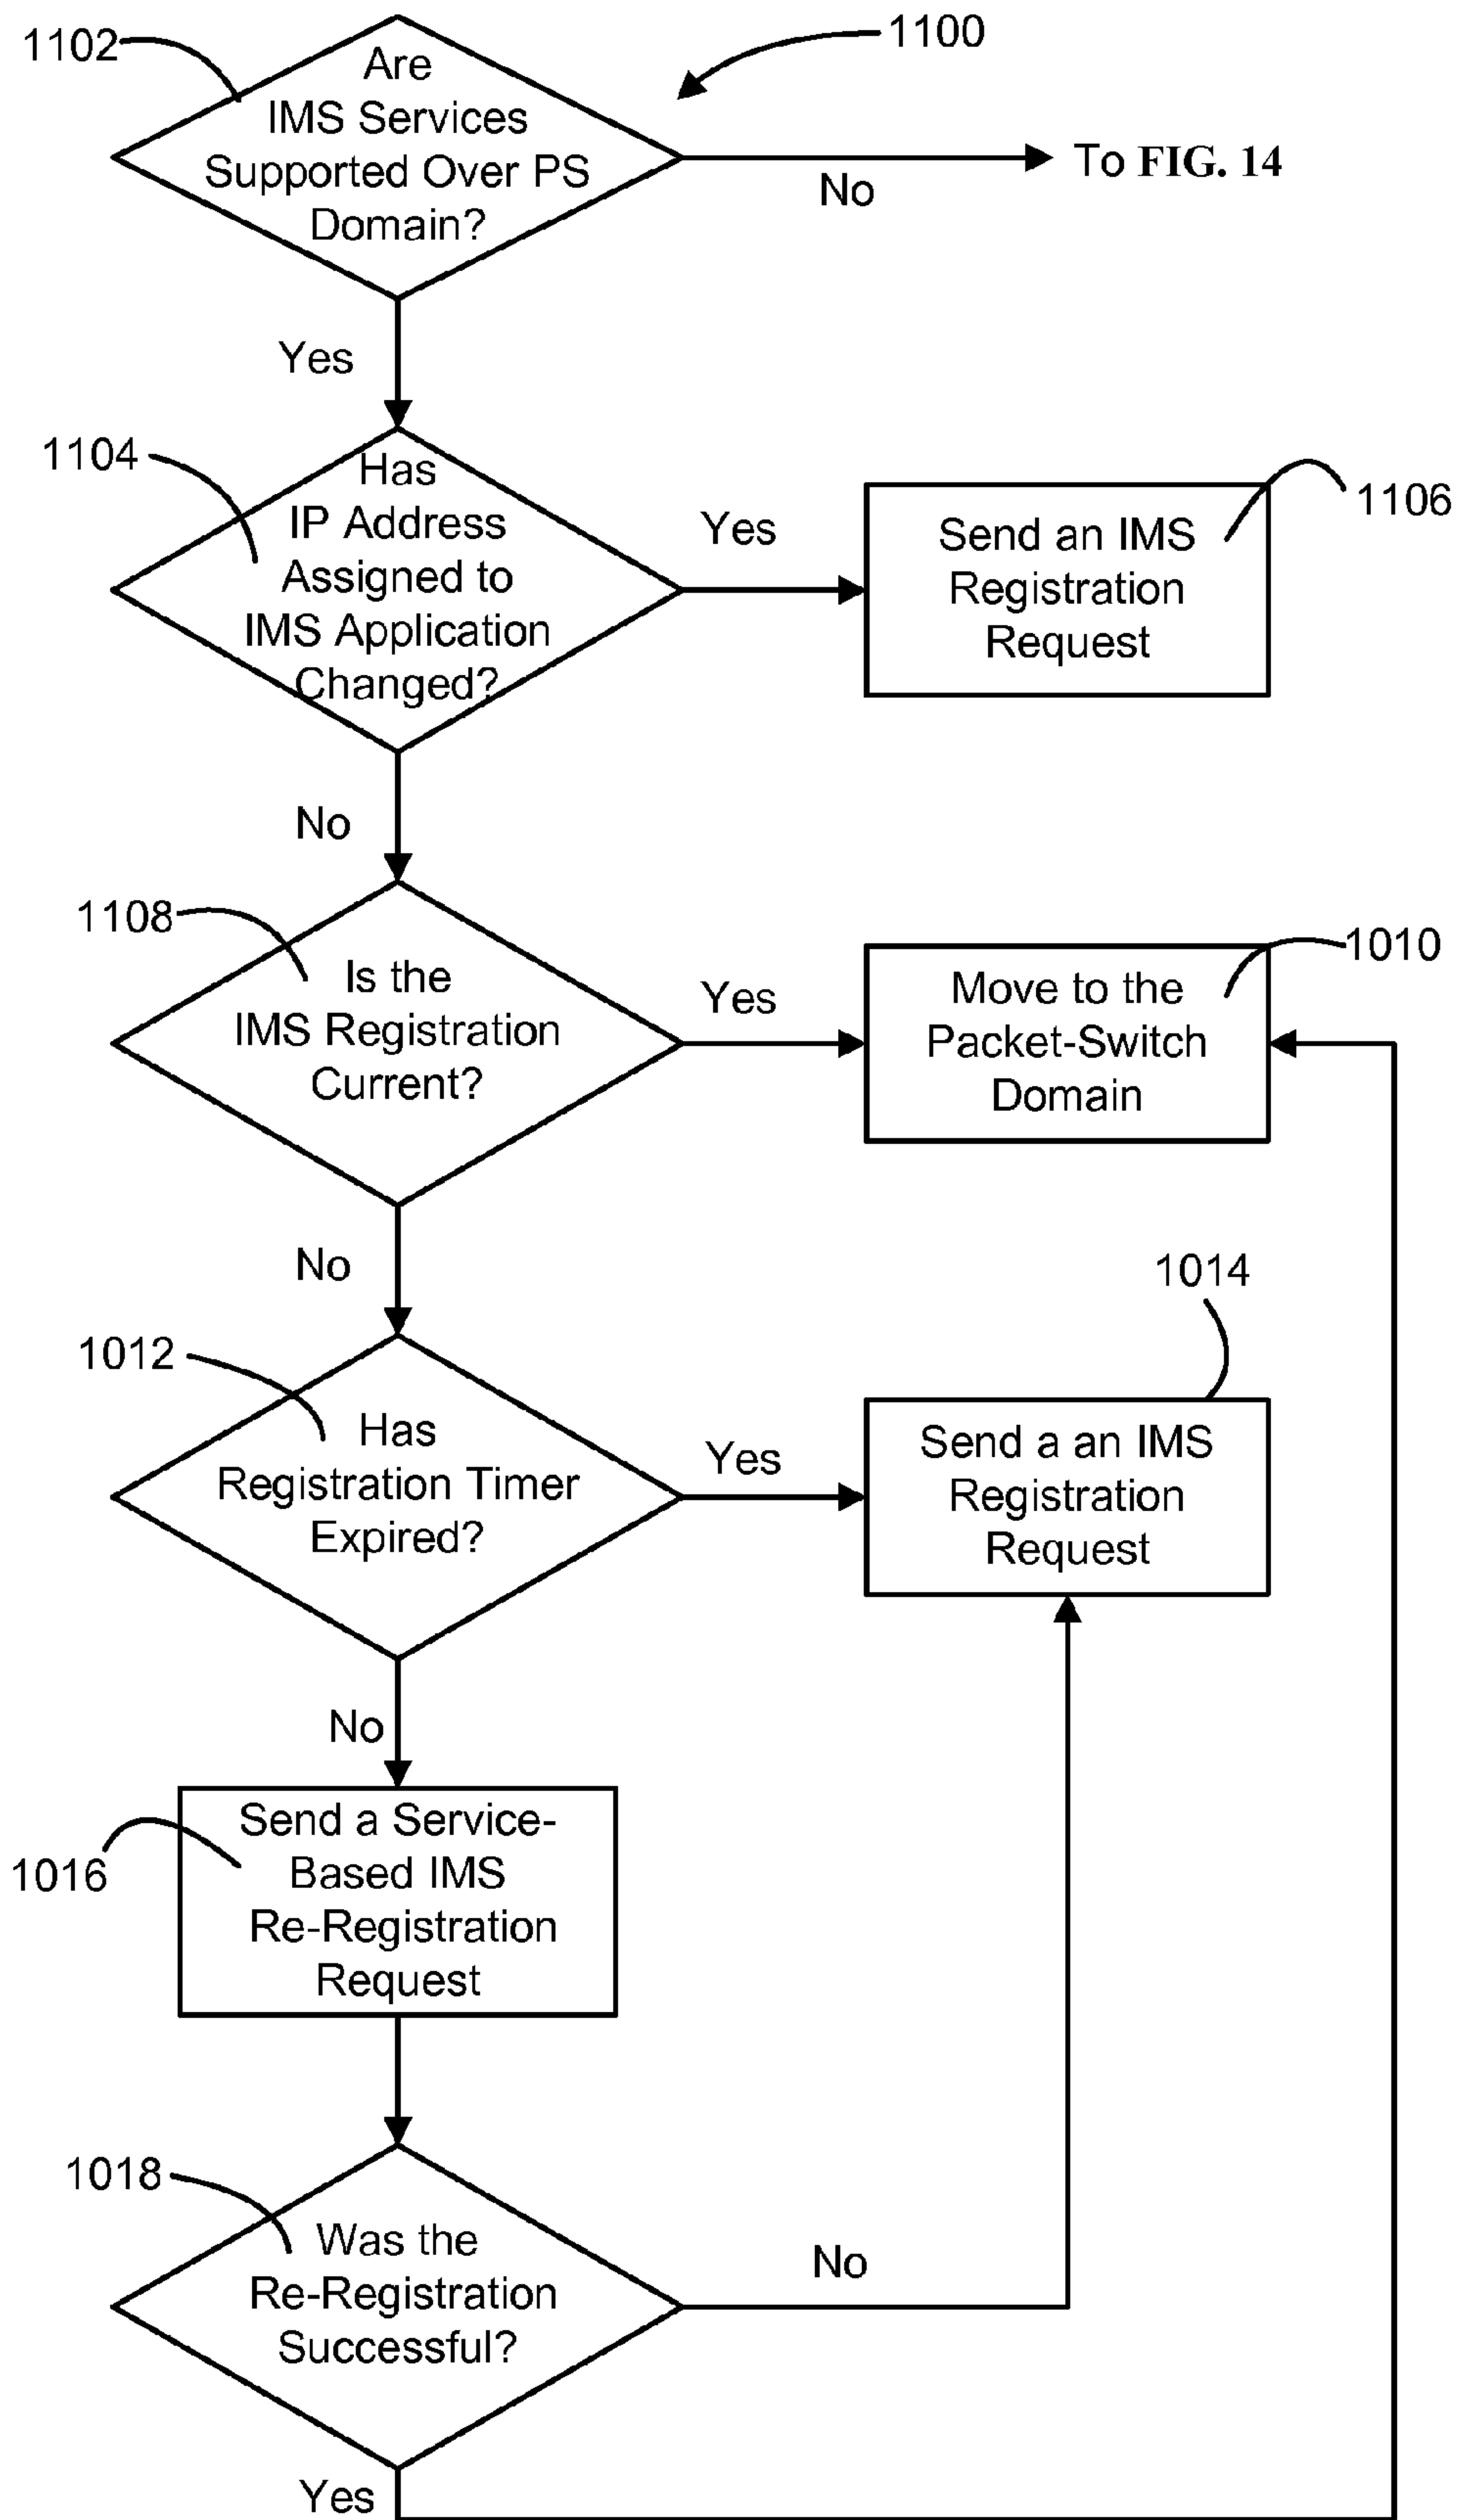 1102
1100
Are
IMS Services
Supported Over PS
Domain?
To FIG. 14
No
Yes
1104
Has
IP Address
Assigned to
IMS Application
Changed?
Yes
Send an IMS
Registration
Request
1106
No
1108
Is the
IMS Registration
Current?
Yes
Move to the
Packet-Switch
Domain
1010
No
1012
Has
Registration Timer
Expired?
Yes
1014
Send a an IMS
Registration
Request
No
1016
Send a Service-
Based IMS
Re-Registration
Request
1018
Was the
Re-Registration
Successful?
No
Yes